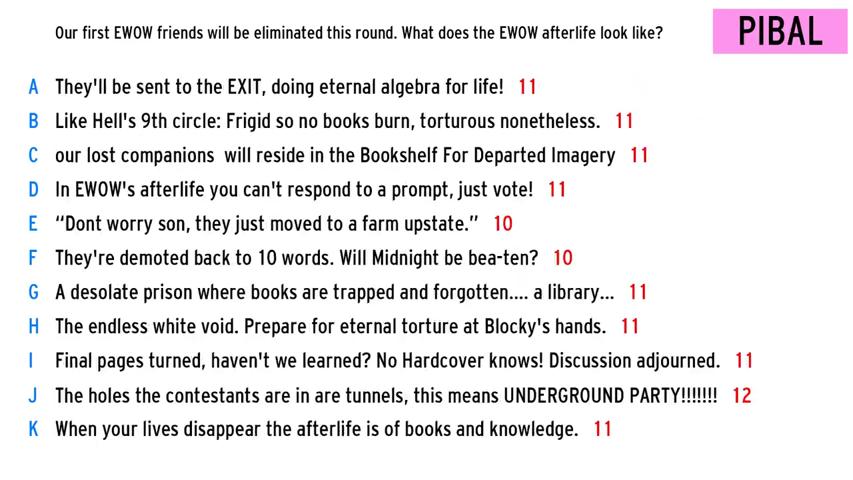 Our first EWOW friends will be eliminated this round. What does the EWOW afterlife look like?
PIBAL
A They'll be sent to the EXIT, doing eternal algebra for life! 11
B Like Hell's 9th circle: Frigid so no books burn, torturous nonetheless. 11
C our lost companions  will reside in the Bookshelf For Departed Imagery 11
D In EWOW's afterlife you can't respond to a prompt, just vote! 11
E “Dont worry son, they just moved to a farm upstate.” 10
F They're demoted back to 10 words. Will Midnight be bea-ten? 10
G A desolate prison where books are trapped and forgotten.... a library... 11
H The endless white void. Prepare for eternal torture at Blocky's hands. 11
I Final pages turned, haven't we learned? No Hardcover knows! Discussion adjourned. 11
J The holes the contestants are in are tunnels, this means UNDERGROUND PARTY!!!!!!! 12
K When your lives disappear the afterlife is of books and knowledge. 11